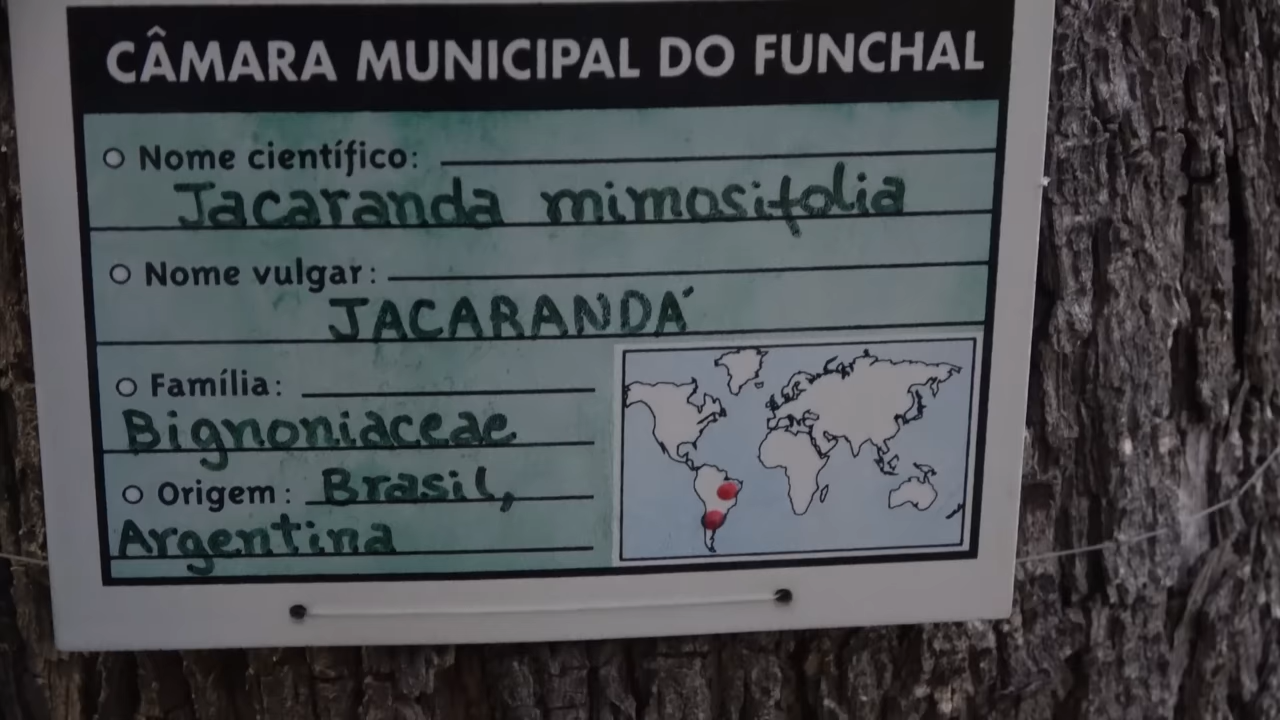 CÂMARA MUNICIPAL DO FUNCHAL
Nome científico:
Jacaranda mimosifolia
Nome vulgar:
JACARANDÁ
Família:
Bignoniaceae
Origem: Brasil,
Argentina